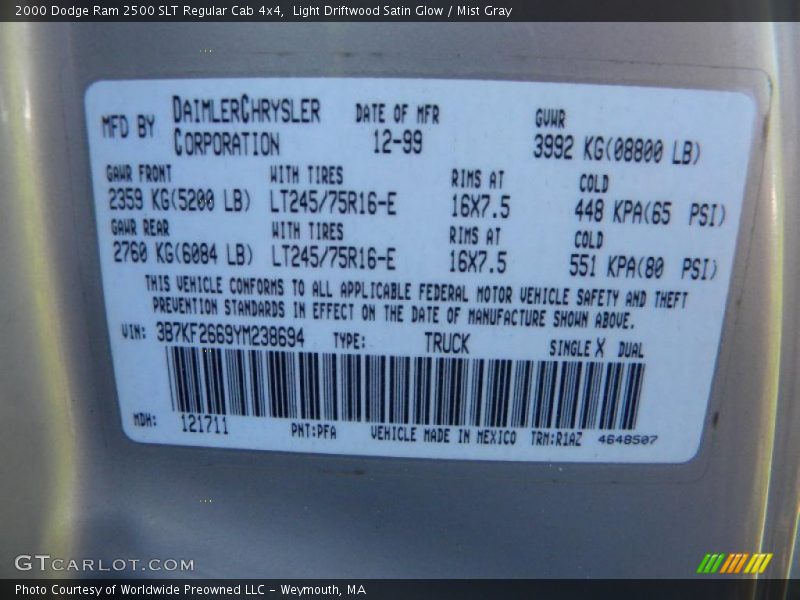 2000 Dodge Ram 2500 SLT Regular Cab 4x4,  Light Driftwood Satin Glow / Mist Gray
MFD BY DAIMLERCHRYSLER CORPORATION DATE OF MFR 12-99 GVWR 3992 KG(08800 LB)
GAWR FRONT WITH TIRES RIMS AT COLD
2359 KG(5200 LB) LT245/75R16-E 16X7.5 448 KPA(65 PSI)
GAWR REAR WITH TIRES RIMS AT COLD
2760 KG(6084 LB) LT245/75R16-E 16X7.5 551 KPA(80 PSI)
THIS VEHICLE CONFORMS TO ALL APPLICABLE FEDERAL MOTOR VEHICLE SAFETY AND THEFT
PREVENTION STANDARDS IN EFFECT ON THE DATE OF MANUFACTURE SHOWN ABOVE.
VIN: 3B7KF2669YM238694 TYPE: TRUCK SINGLE X DUAL
MDH: 121711 PNT:PFA VEHICLE MADE IN MEXICO TRM:R1AZ 4648507
GTCARLOT.COM
Photo Courtesy of Worldwide Preowned LLC - Weymouth, MA